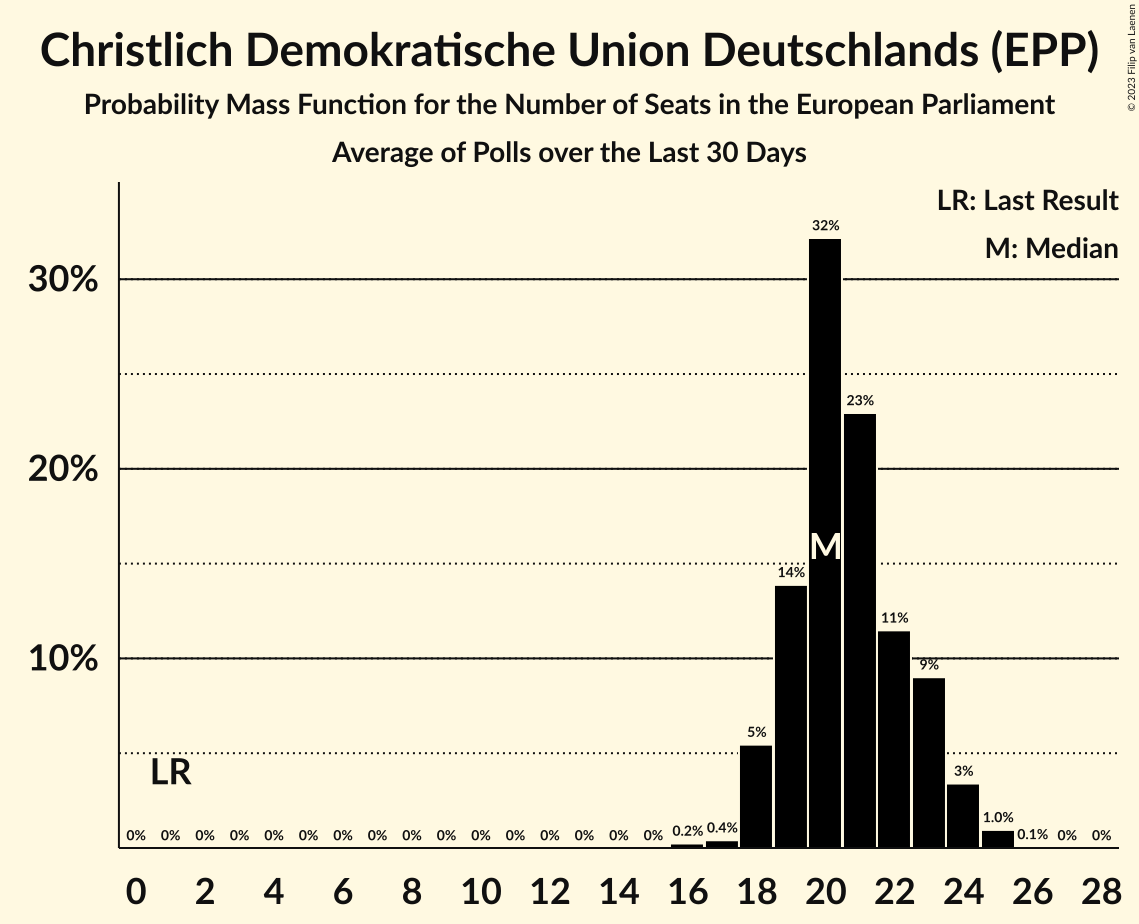 Christlich Demokratische Union Deutschlands (EPP)
Probability Mass Function for the Number of Seats in the European Parliament
Average of Polls over the Last 30 Days
© 2023 Filip van Laenen
LR: Last Result
M: Median
30%
20%
10%
32%
23%
M
14%
11%
9%
5%
LR
3%
0% 0% 0% 0% 0% 0% 0% 0% 0% 0% 0% 0% 0% 0% 0% 0% 0.2% 0.4% 1.0% 0.1% 0% 0%
0 2 4 6 8 10 12 14 16 18 20 22 24 26 28